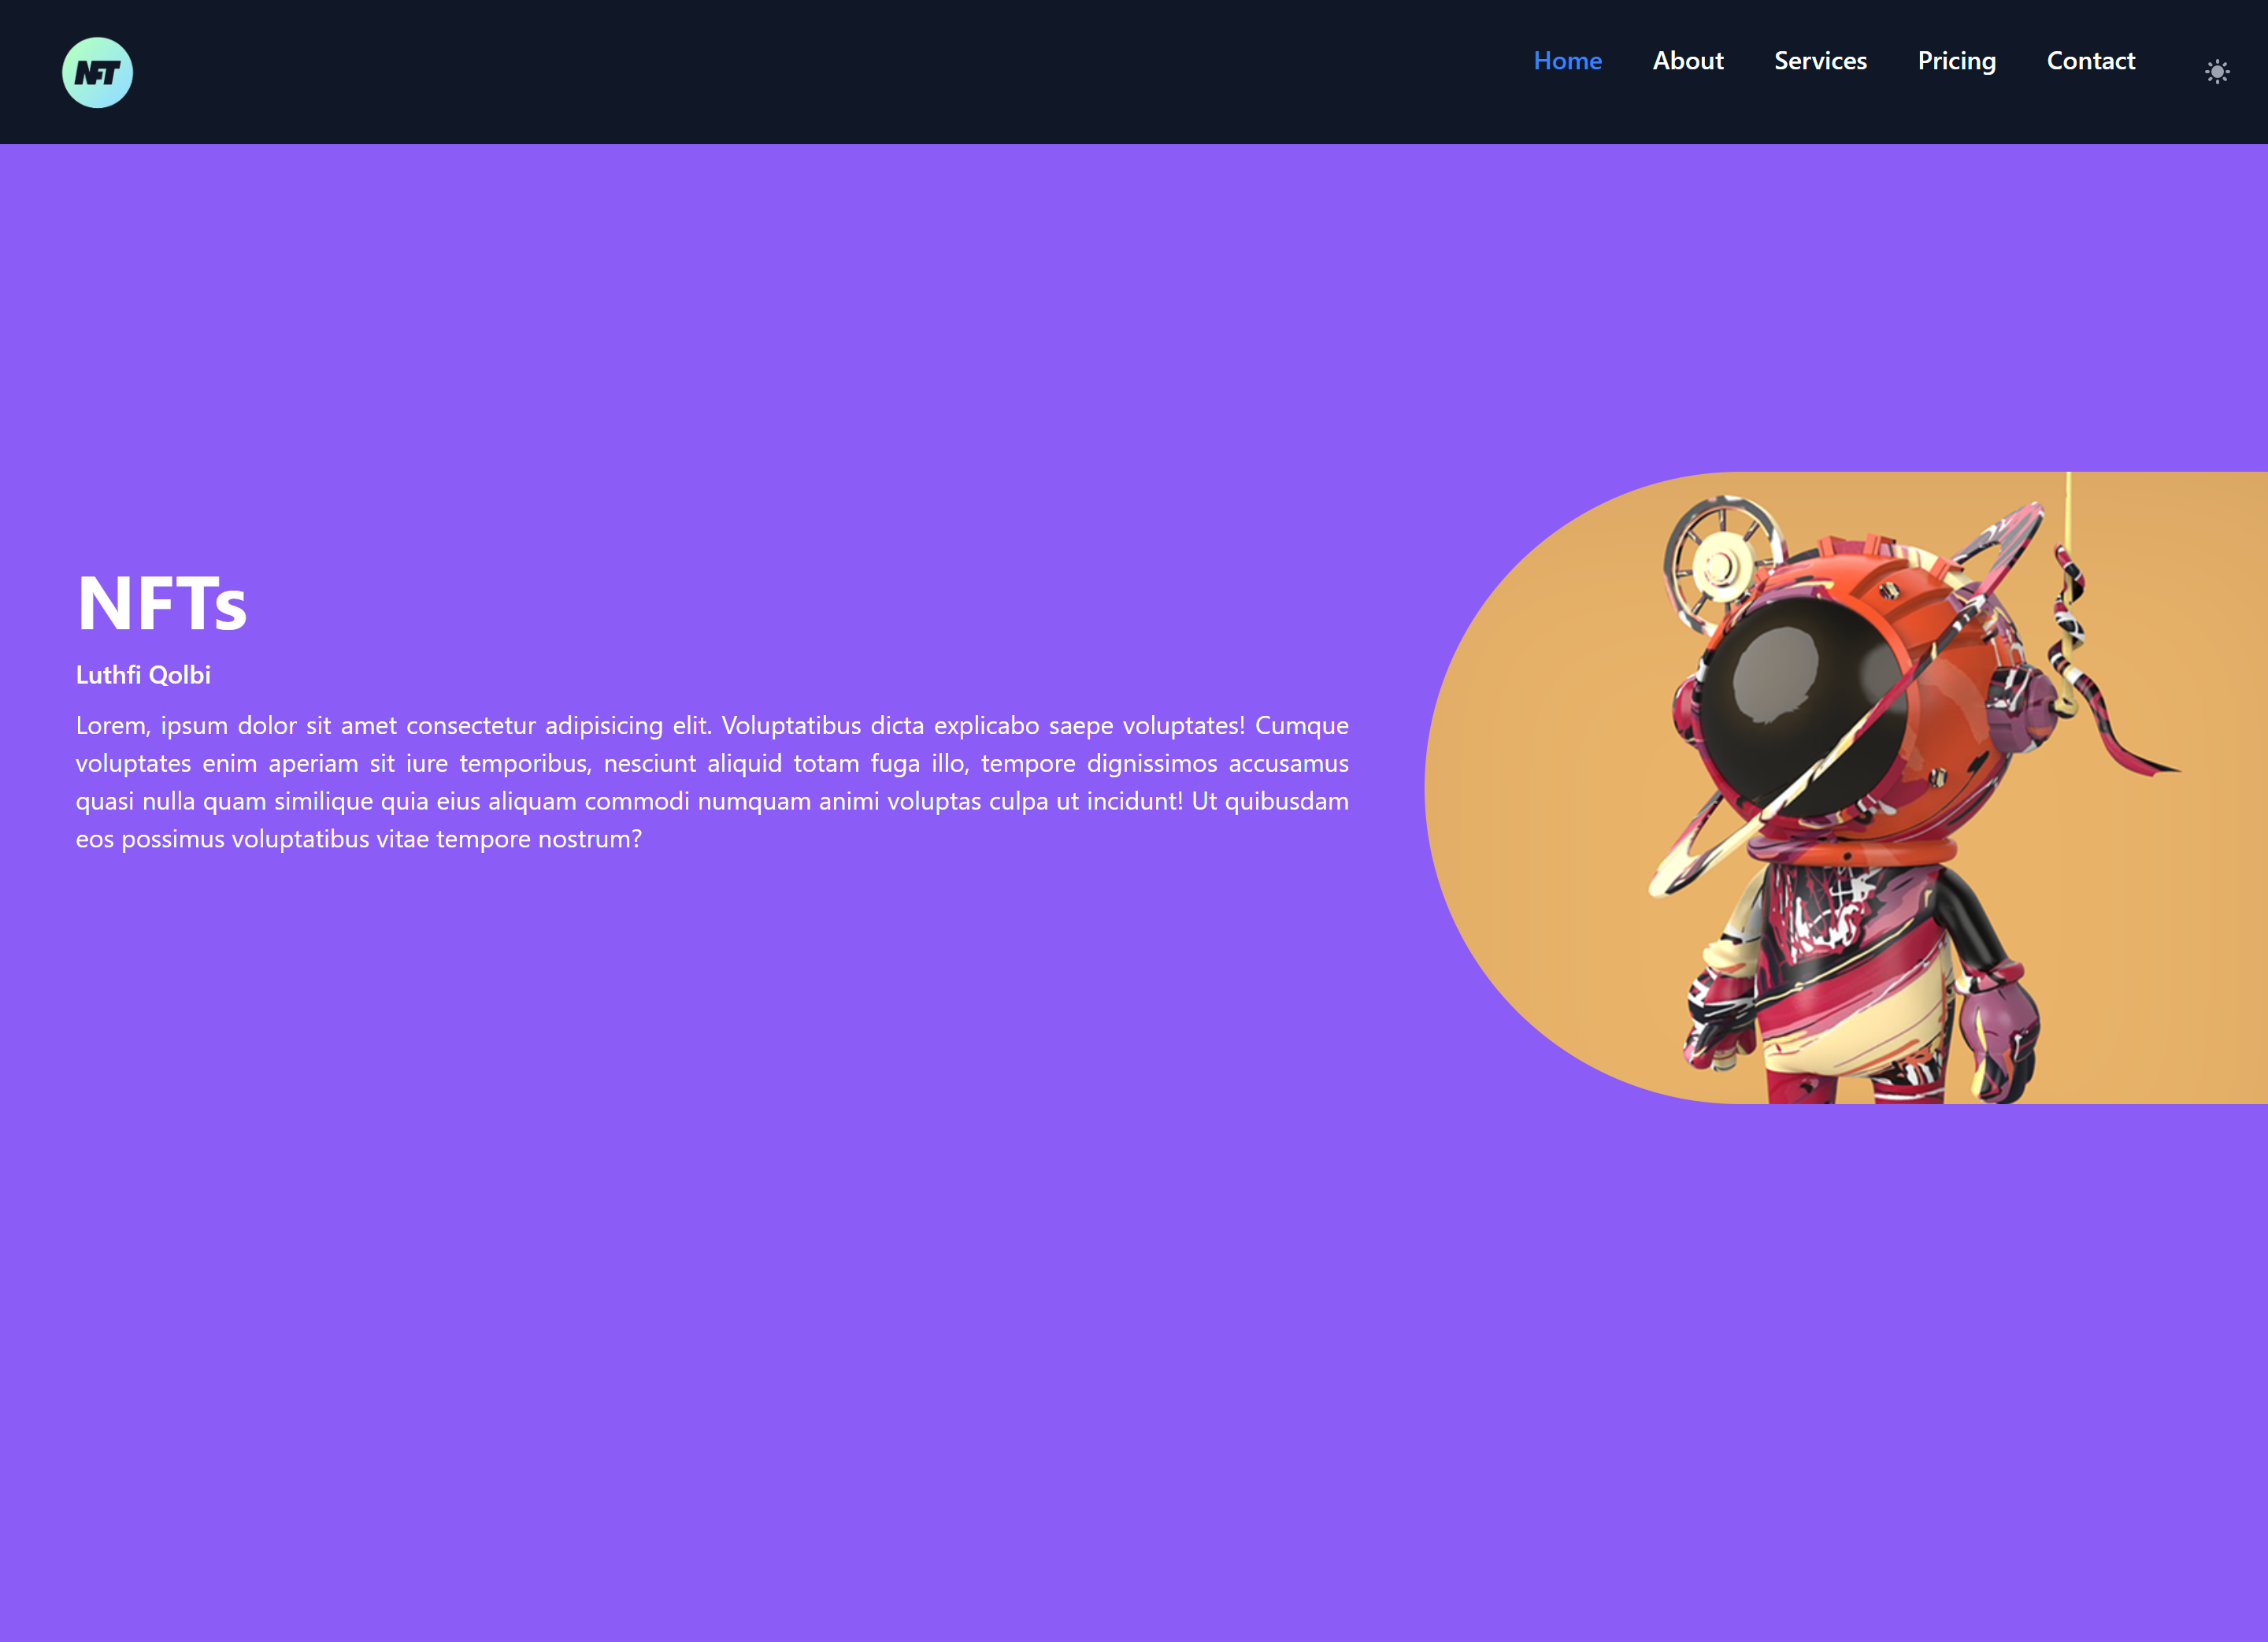 NFT
Home About Services Pricing Contact
NFTs
Luthfi Qolbi
Lorem, ipsum dolor sit amet consectetur adipisicing elit. Voluptatibus dicta explicabo saepe voluptates! Cumque
voluptates enim aperiam sit iure temporibus, nesciunt aliquid totam fuga illo, tempore dignissimos accusamus
quasi nulla quam similique quia eius aliquam commodi numquam animi voluptas culpa ut incidunt! Ut quibusdam
eos possimus voluptatibus vitae tempore nostrum?